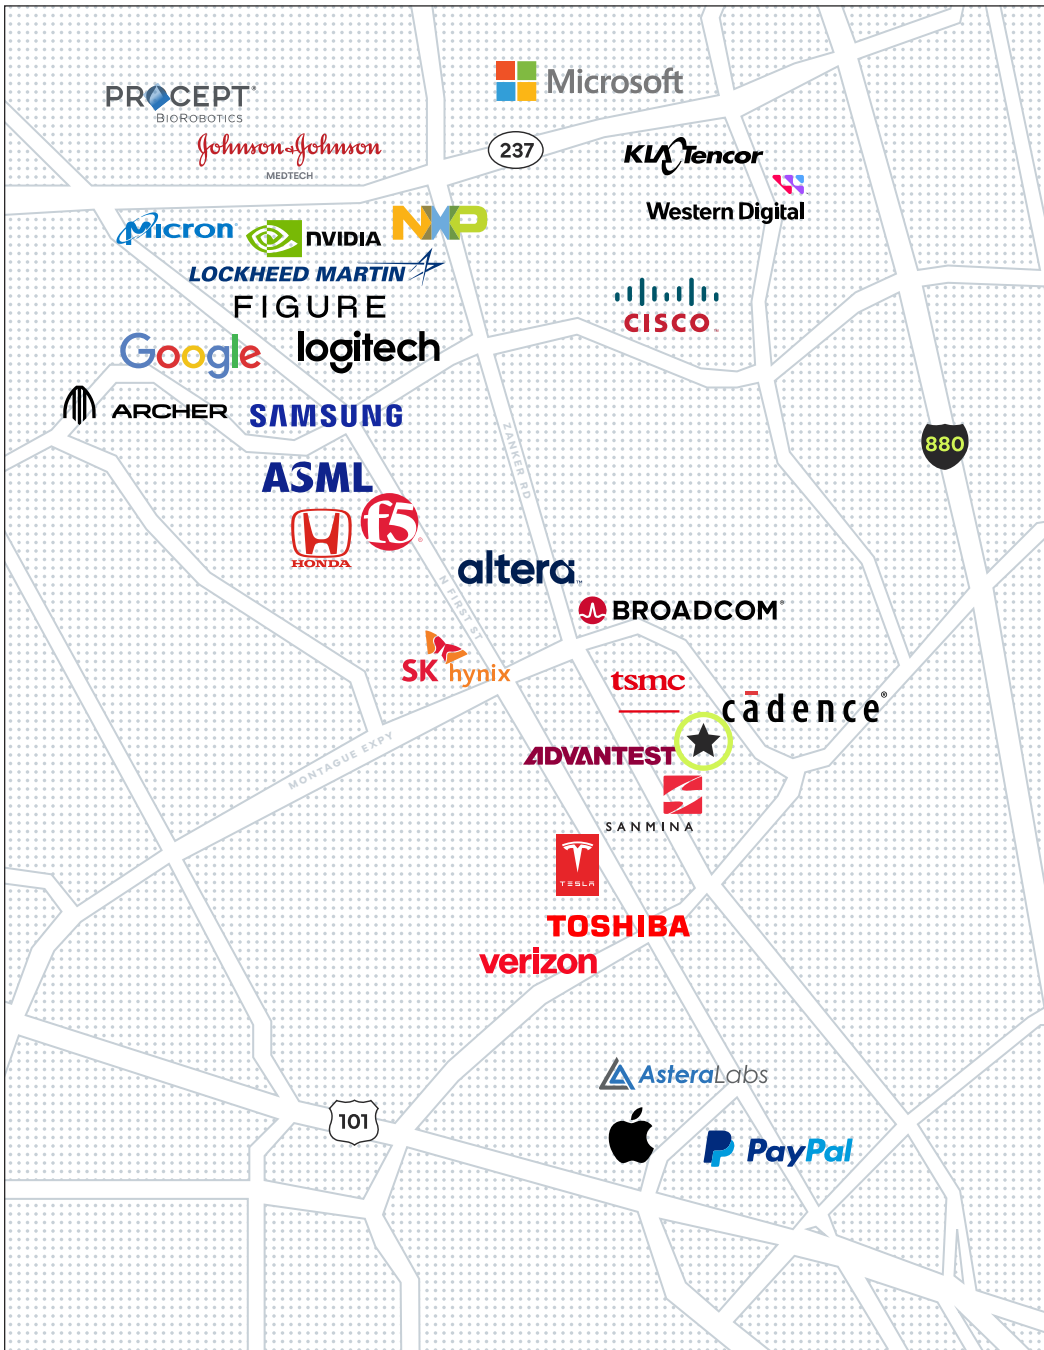 Microsoft
PROCEPT®
BIOROBOTICS
Johnson & Johnson
MEDTECH
237
KLA Tencor
Western Digital
Micron
NVIDIA
NXP
LOCKHEED MARTIN
FIGURE
CISCO
Google
logitech
ARCHER
SAMSUNG
ZANKER RD
880
ASML
f5®
HONDA
altera™
N FIRST ST
BROADCOM®
SK hynix
tsmc
cādence®
MONTAGUE EXPY
ADVANTEST
SANMINA
TESLA
TOSHIBA
verizon
AsteraLabs
101
PayPal